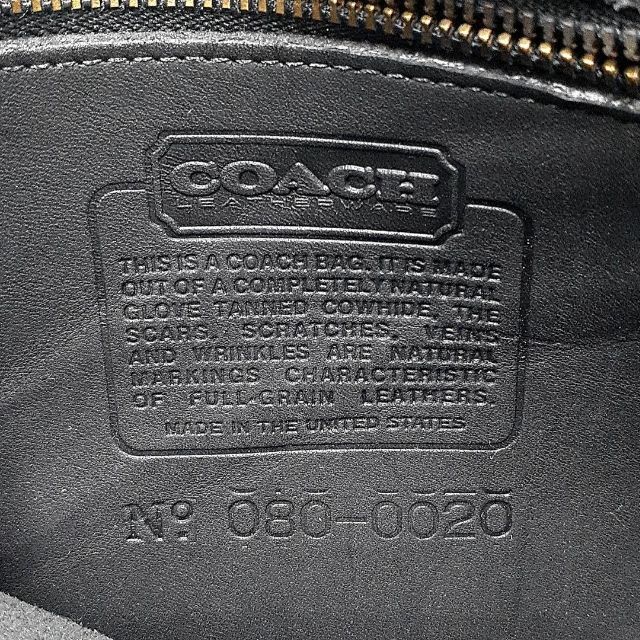 COACH
LEATHERWARE
THIS IS A COACH BAG. IT IS MADE
OUT OF A COMPLETELY NATURAL
GLOVE TANNED COWHIDE. THE
SCARS, SCRATCHES, VEINS
AND WRINKLES ARE NATURAL
MARKINGS CHARACTERISTIC
OF FULL-GRAIN LEATHERS.
MADE IN THE UNITED STATES
Nº 080-0020